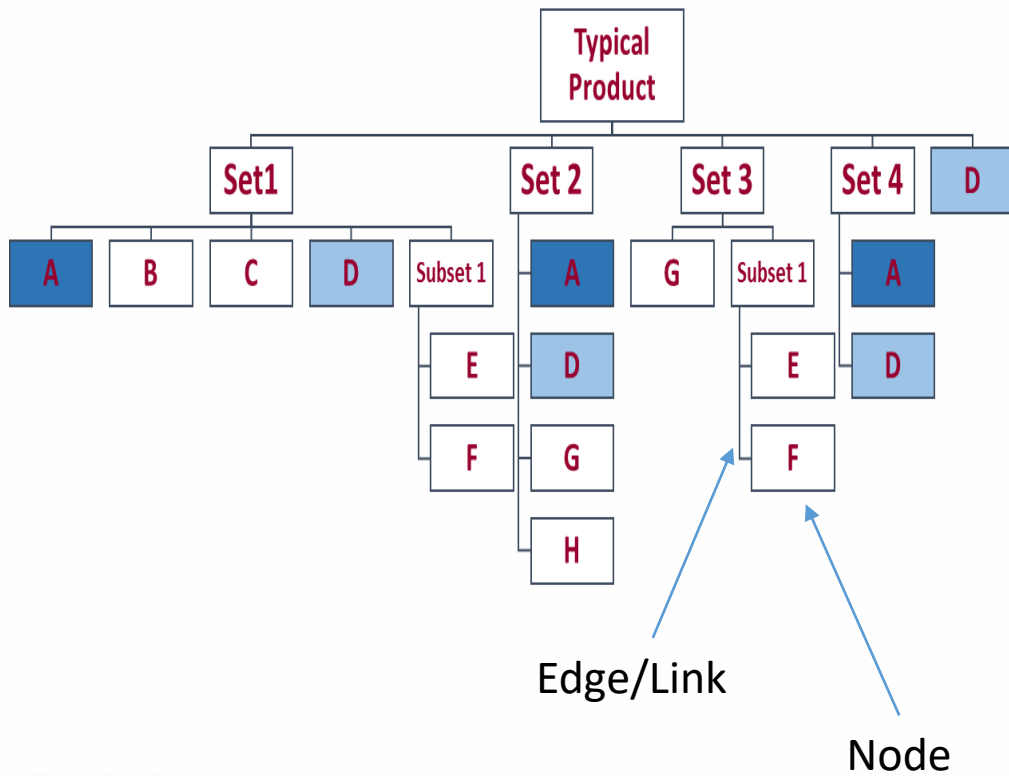 Typical
Product
Set1
Set 2
Set 3
Set 4
D
A
B
C
D
Subset 1
A
G
Subset 1
A
E
D
E
D
F
G
F
H
Edge/Link
Node